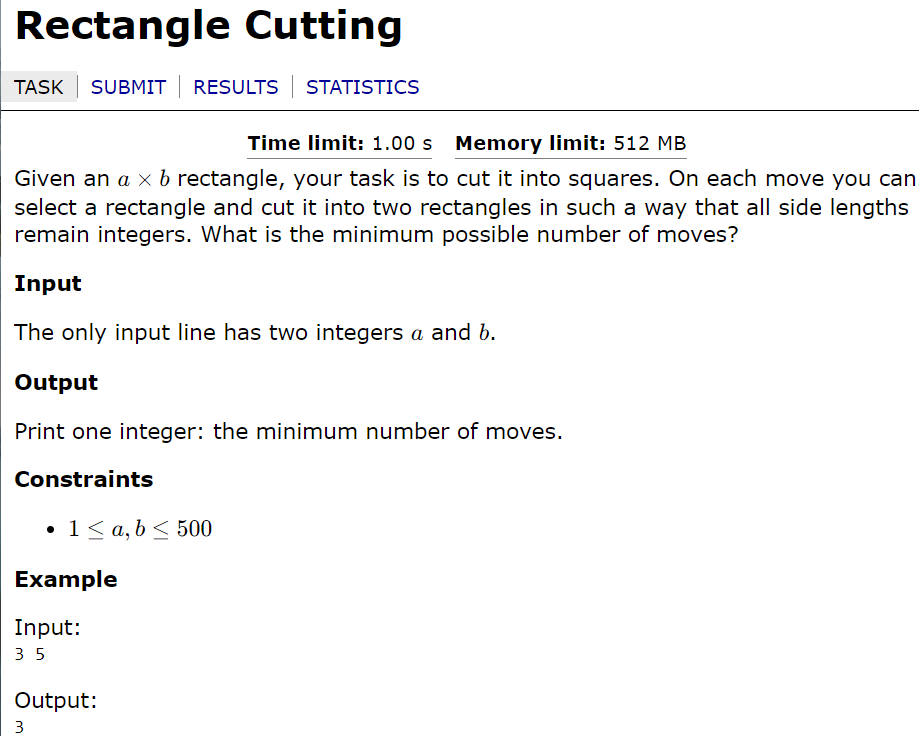 Rectangle Cutting
TASK SUBMIT RESULTS STATISTICS
Time limit: 1.00 s Memory limit: 512 MB
Given an a × b rectangle, your task is to cut it into squares. On each move you can
select a rectangle and cut it into two rectangles in such a way that all side lengths
remain integers. What is the minimum possible number of moves?
Input
The only input line has two integers a and b.
Output
Print one integer: the minimum number of moves.
Constraints
• 1 ≤ a, b ≤ 500
Example
Input:
3 5
Output:
3